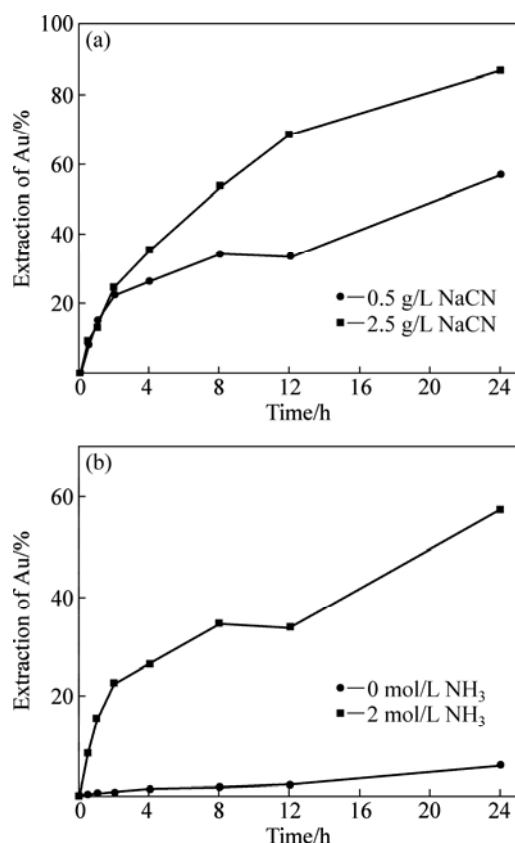 (a)
100
80
60
40
20
0
4
8
12
16
20
24
Extraction of Au/%
Time/h
0.5 g/L NaCN
2.5 g/L NaCN
(b)
60
40
20
0
4
8
12
16
20
24
Extraction of Au/%
Time/h
0 mol/L NH₃
2 mol/L NH₃